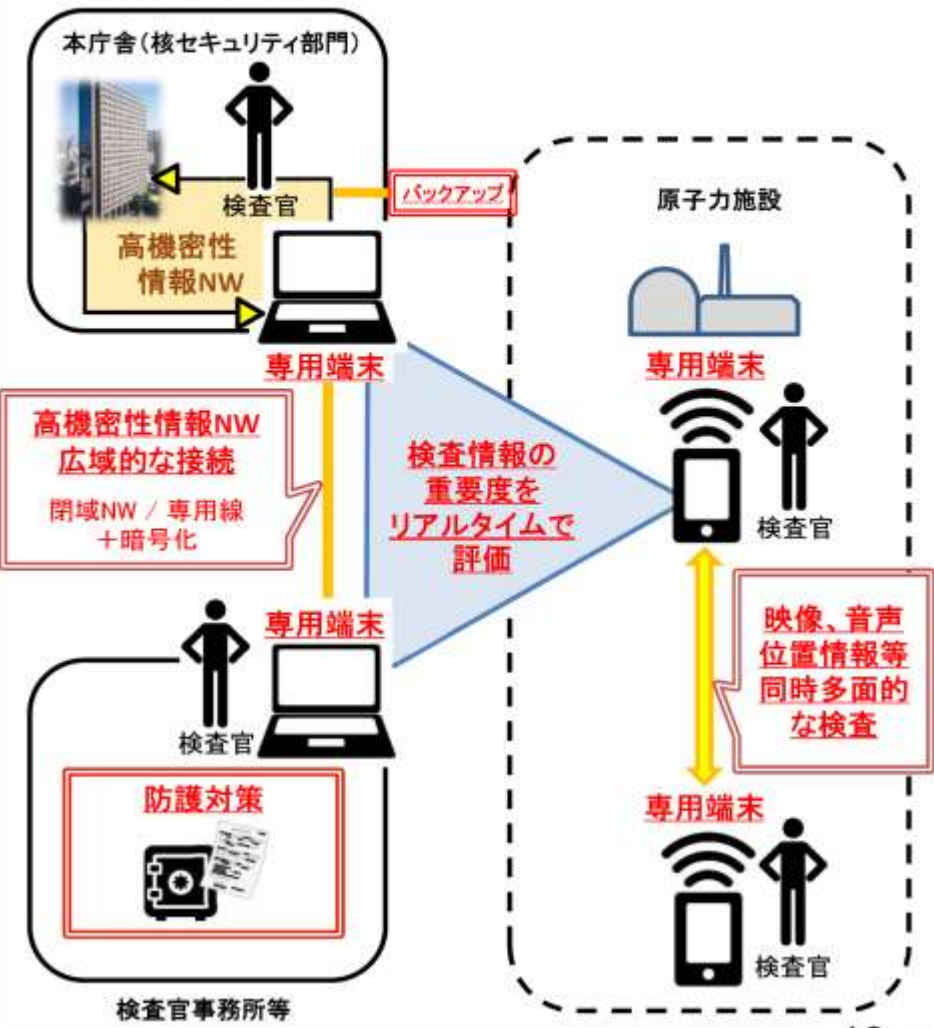 本庁舎(核セキュリティ部門)
検査官
バックアップ
高機密性
情報NW
専用端末
高機密性情報NW
広域的な接続
閉域NW / 専用線
＋暗号化
検査情報の
重要度を
リアルタイムで
評価
専用端末
検査官
防護対策
検査官事務所等
原子力施設
専用端末
検査官
映像、音声
位置情報等
同時多面的
な検査
専用端末
検査官